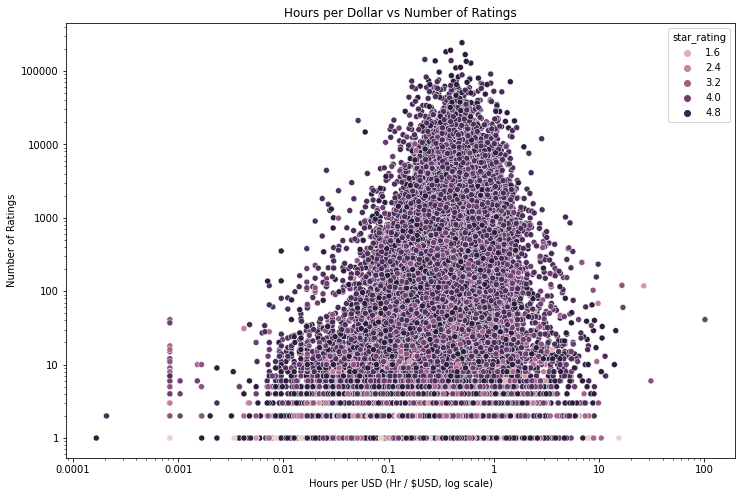 Hours per Dollar vs Number of Ratings
star_rating
1.6
2.4
3.2
4.0
4.8
Number of Ratings
100000
10000
1000
100
10
1
0.0001 0.001 0.01 0.1 1 10 100
Hours per USD (Hr / $USD, log scale)